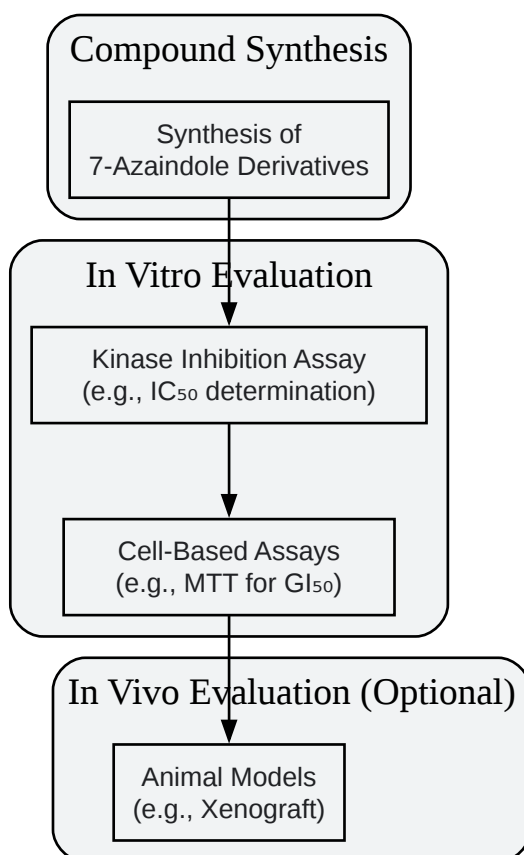 Compound Synthesis
Synthesis of
7-Azaindole Derivatives
In Vitro Evaluation
Kinase Inhibition Assay
(e.g., IC₅₀ determination)
Cell-Based Assays
(e.g., MTT for GI₅₀)
In Vivo Evaluation (Optional)
Animal Models
(e.g., Xenograft)